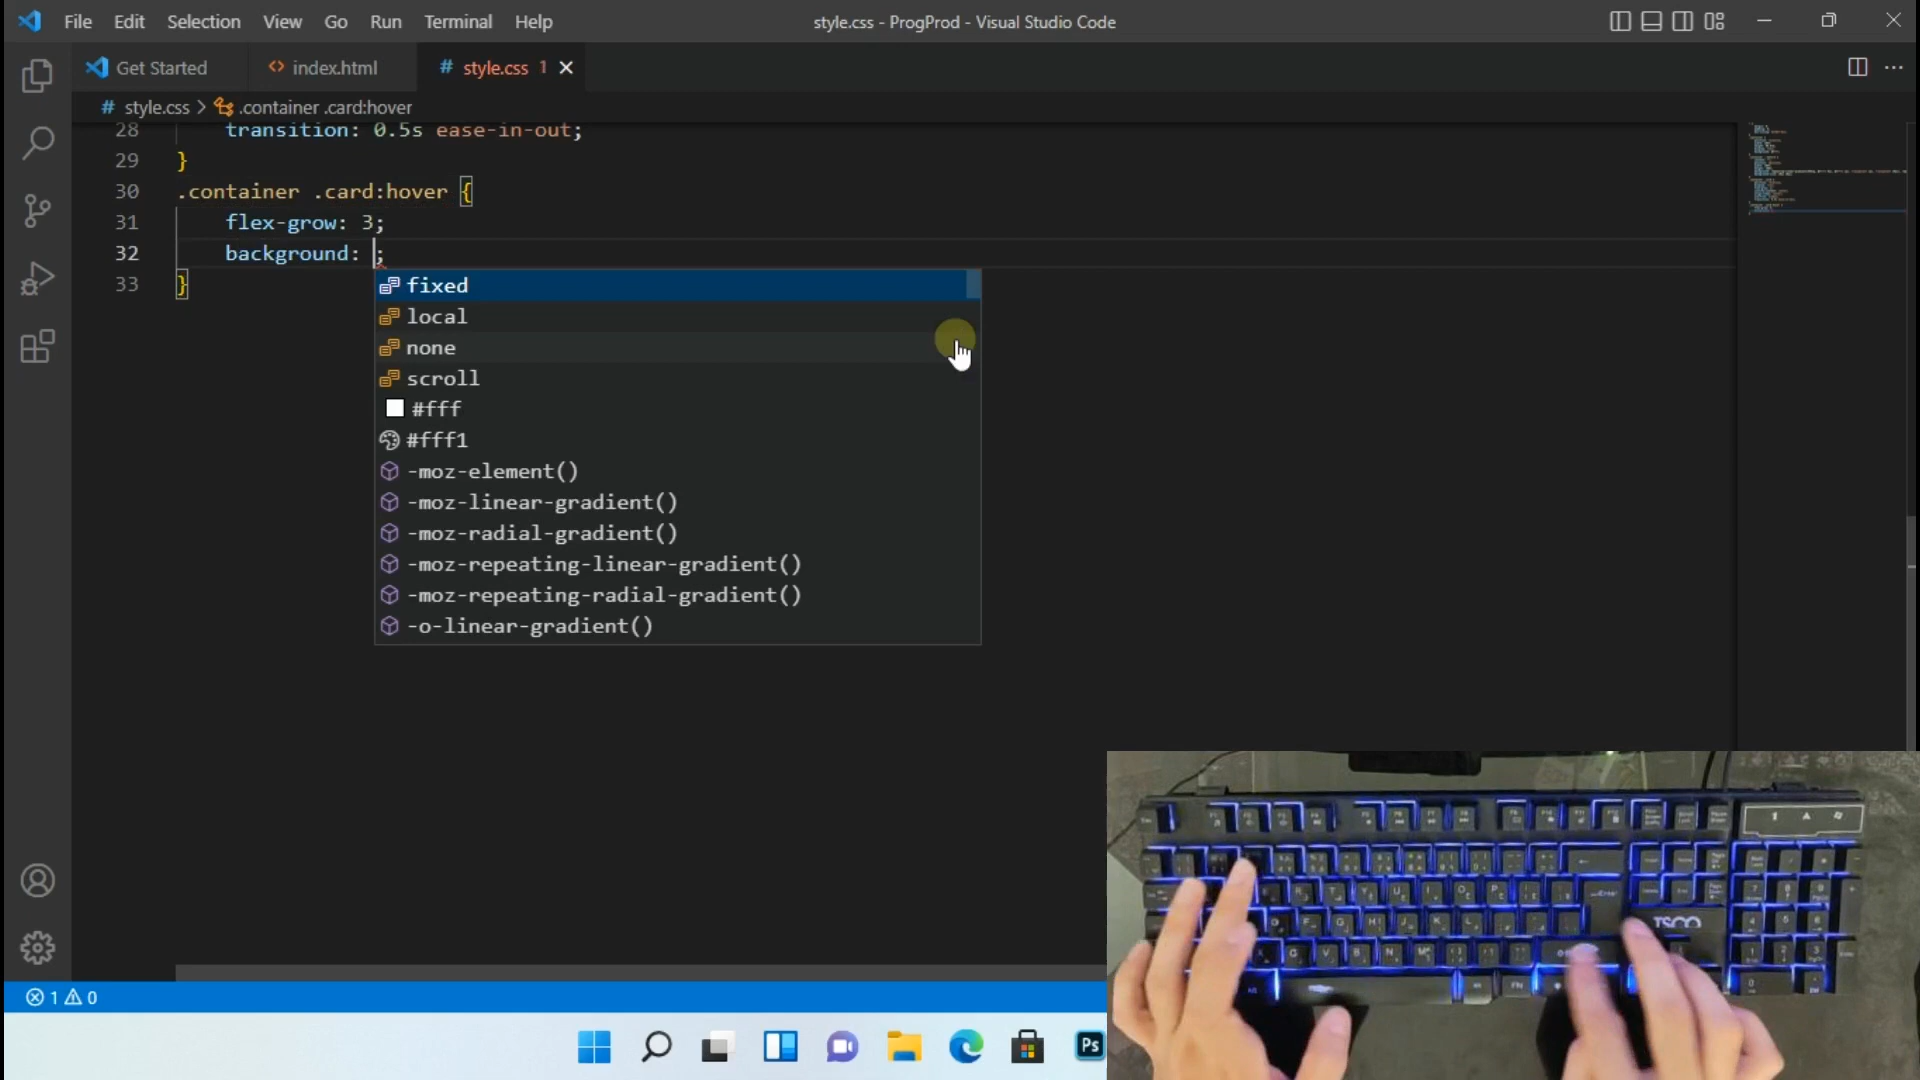 File Edit Selection View Go Run Terminal Help
style.css - ProgProd - Visual Studio Code
Get Started
index.html
# style.css 1
# style.css > .container .card:hover
28 transition: 0.5s ease-in-out;
29 }
30 .container .card:hover {
31 flex-grow: 3;
32 background: ;
33 }
fixed
local
none
scroll
#fff
#fff1
-moz-element()
-moz-linear-gradient()
-moz-radial-gradient()
-moz-repeating-linear-gradient()
-moz-repeating-radial-gradient()
-o-linear-gradient()
1 0
Ps
TSCO